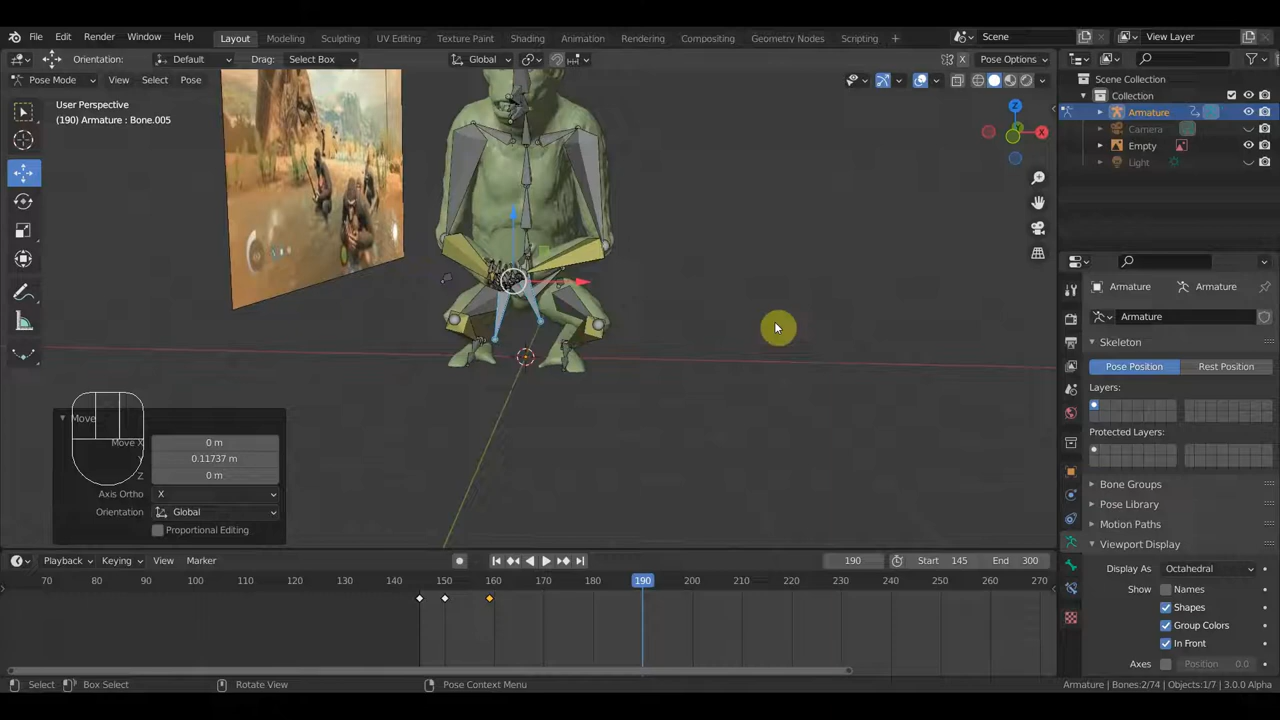 File Edit Render Window Help
Layout Modeling Sculpting UV Editing Texture Paint Shading Animation Rendering Compositing Geometry Nodes Scripting +
Scene View Layer
Orientation: Default Drag: Select Box Global X Pose Options
Pose Mode View Select Pose
User Perspective
(190) Armature : Bone.005
X
Z
Move
Move X 0 m
Y 0.11737 m
Z 0 m
Axis Ortho X
Orientation Global
Proportional Editing
Scene Collection
Collection
Armature
Camera
Empty
Light
Armature Armature
Armature
Skeleton
Pose Position Rest Position
Layers:
Protected Layers:
Bone Groups
Pose Library
Motion Paths
Viewport Display
Display As Octahedral
Show Names
Shapes
Group Colors
In Front
Axes Position 0.0
Playback Keying View Marker 190 Start 145 End 300
70 80 90 100 110 120 130 140 150 160 170 180 190 200 210 220 230 240 250 260 270
Select Box Select Rotate View Pose Context Menu Armature | Bones:2/74 | Objects:1/7 | 3.0.0 Alpha